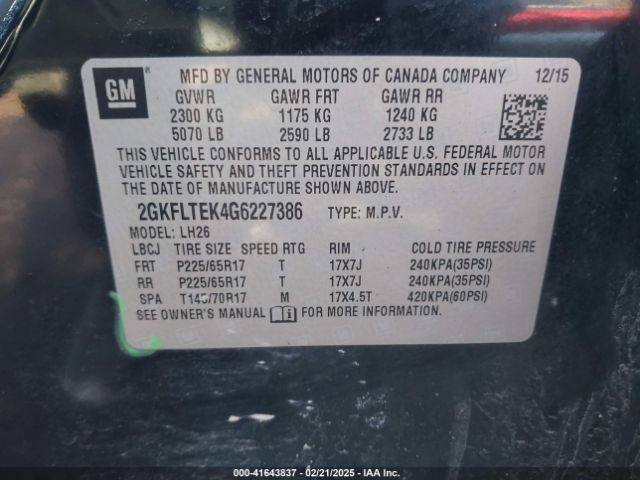 GM
MFD BY GENERAL MOTORS OF CANADA COMPANY 12/15
GVWR GAWR FRT GAWR RR
2300 KG 1175 KG 1240 KG
5070 LB 2590 LB 2733 LB
THIS VEHICLE CONFORMS TO ALL APPLICABLE U.S. FEDERAL MOTOR
VEHICLE SAFETY AND THEFT PREVENTION STANDARDS IN EFFECT ON
THE DATE OF MANUFACTURE SHOWN ABOVE.
2GKFLTEK4G6227386 TYPE: M.P.V.
MODEL: LH26
LBCJ TIRE SIZE SPEED RTG RIM COLD TIRE PRESSURE
FRT P225/65R17 T 17X7J 240KPA(35PSI)
RR P225/65R17 T 17X7J 240KPA(35PSI)
SPA T145/70R17 M 17X4.5T 420KPA(60PSI)
SEE OWNER'S MANUAL FOR MORE INFORMATION.
000-41643837 - 02/21/2025 - IAA Inc.